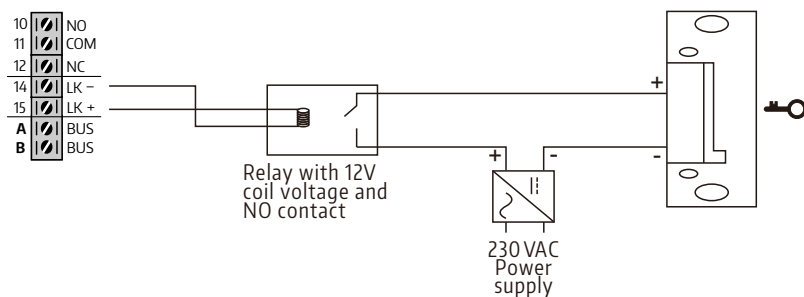 10 NO
11 COM
12 NC
14 LK –
15 LK +
A BUS
B BUS
+
-
+ -
Relay with 12V
coil voltage and
NO contact
230 VAC
Power
supply